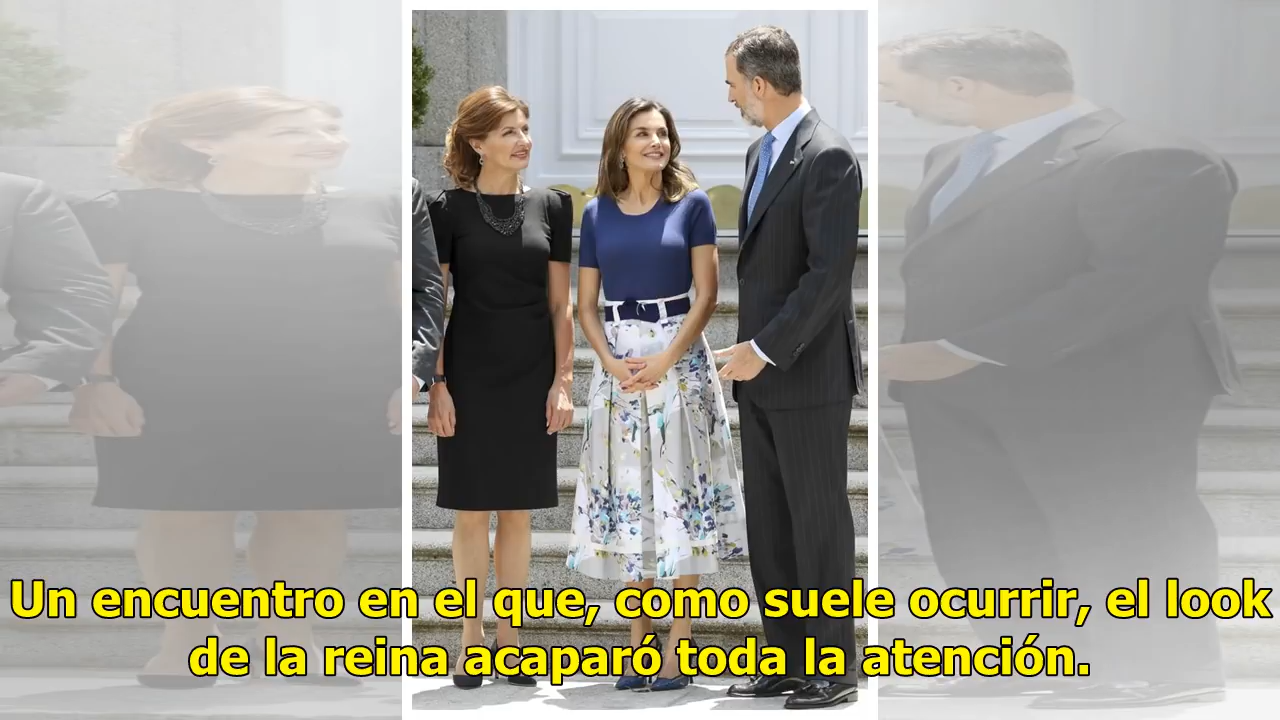 Un encuentro en el que, como suele ocurrir, el look
de la reina acaparó toda la atención.